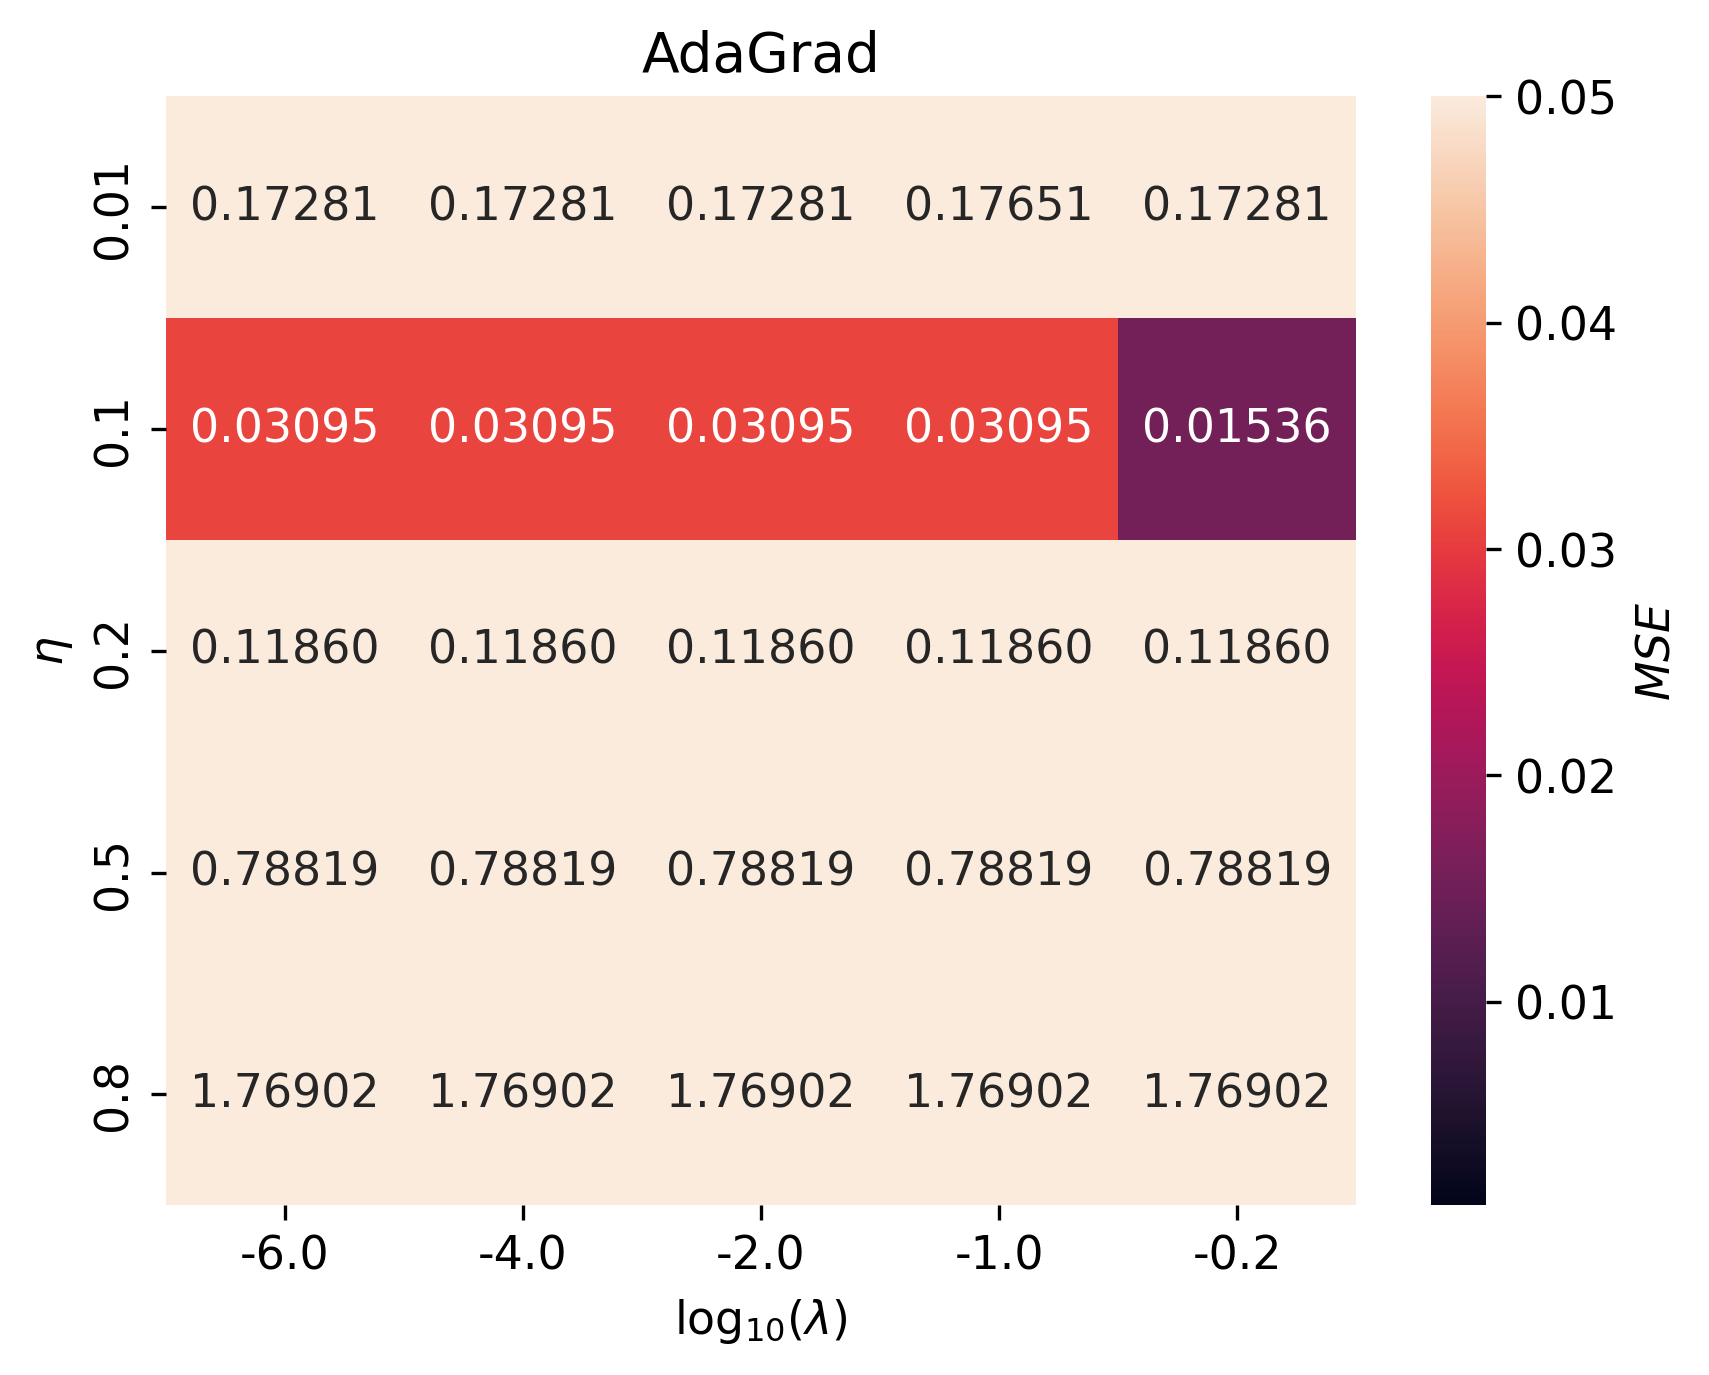 AdaGrad
0.01 0.17281 0.17281 0.17281 0.17651 0.17281
0.1 0.03095 0.03095 0.03095 0.03095 0.01536
0.2 0.11860 0.11860 0.11860 0.11860 0.11860
0.5 0.78819 0.78819 0.78819 0.78819 0.78819
0.8 1.76902 1.76902 1.76902 1.76902 1.76902
η
-6.0 -4.0 -2.0 -1.0 -0.2
log₁₀(λ)
0.05
0.04
0.03
0.02
0.01
MSE